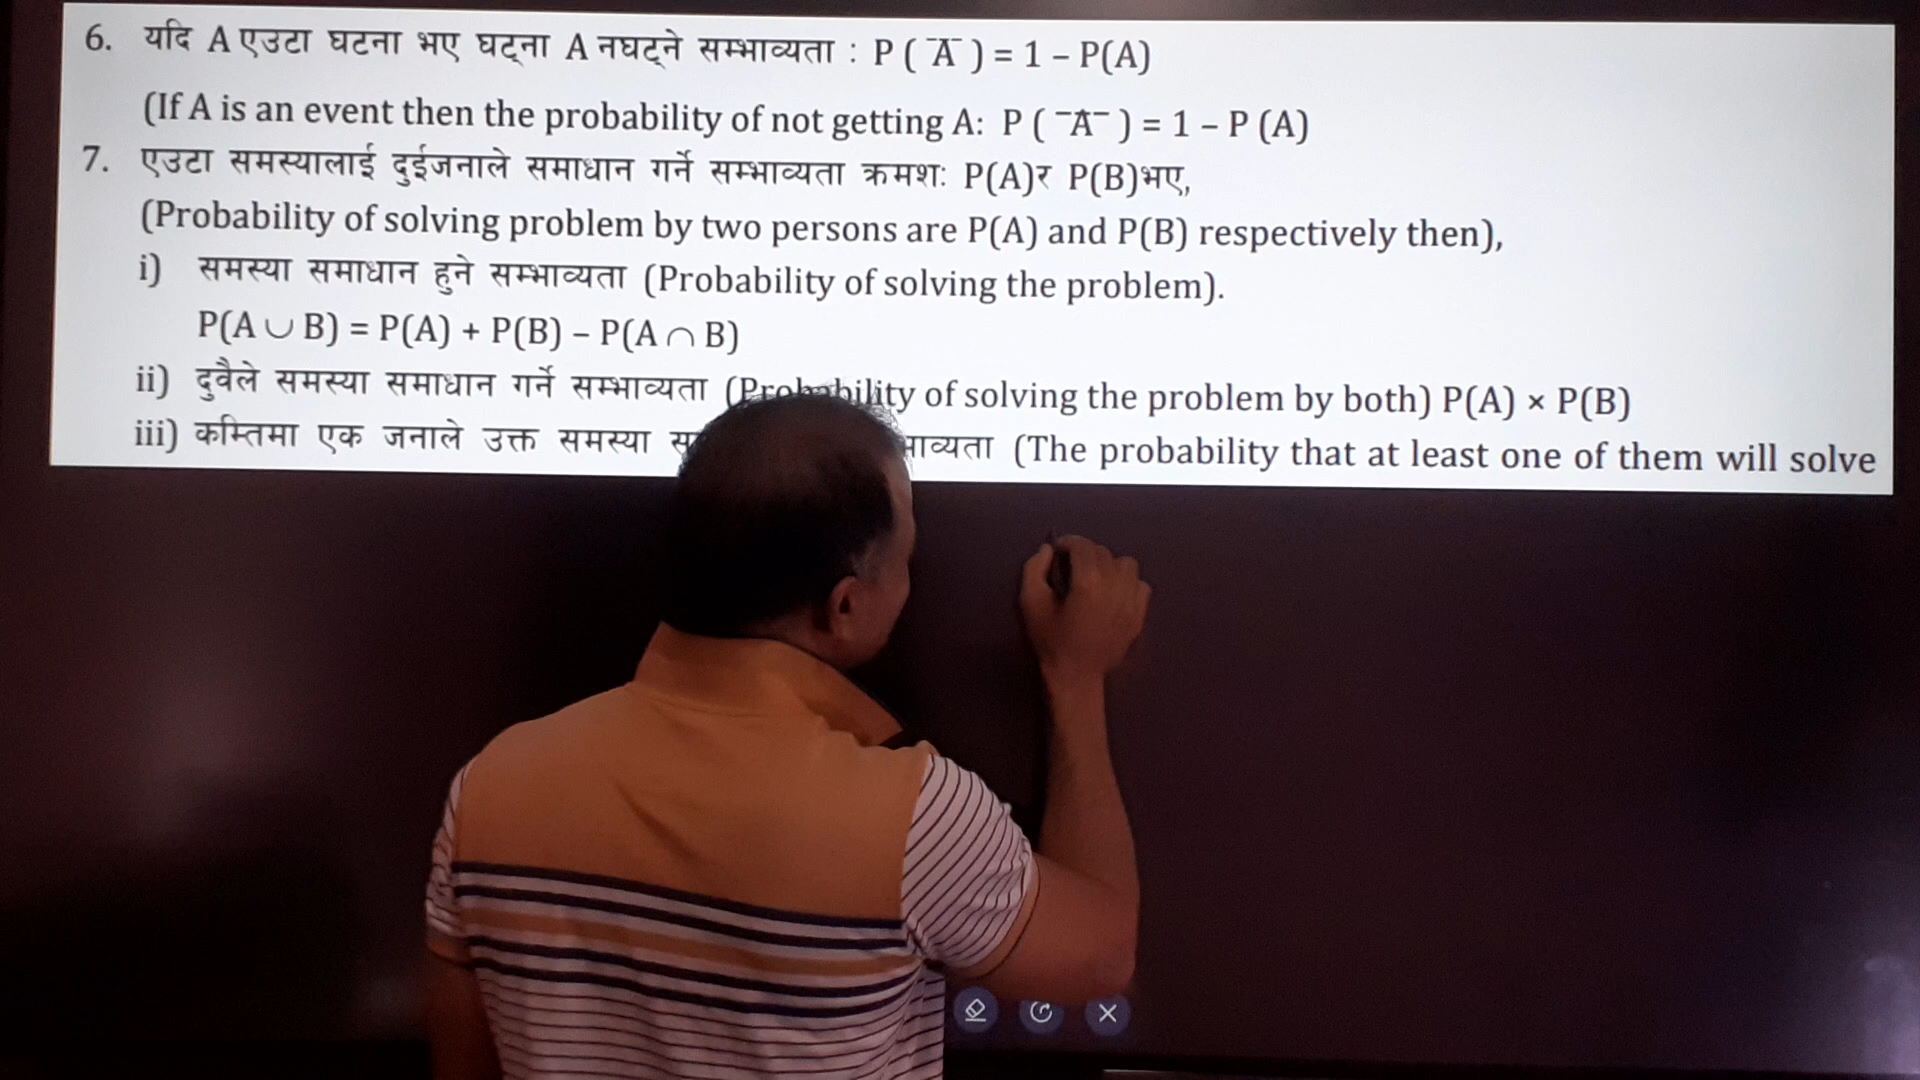 6. यदि A एउटा घटना भए घट्ना A नघट्ने सम्भाव्यता : P ( A̅ ) = 1 – P(A)
(If A is an event then the probability of not getting A: P ( A̅ ) = 1 – P (A)
7. एउटा समस्यालाई दुईजनाले समाधान गर्ने सम्भाव्यता क्रमशः P(A)र P(B)भए,
(Probability of solving problem by two persons are P(A) and P(B) respectively then),
i) समस्या समाधान हुने सम्भाव्यता (Probability of solving the problem).
P(A ∪ B) = P(A) + P(B) – P(A ∩ B)
ii) दुवैले समस्या समाधान गर्ने सम्भाव्यता (Probability of solving the problem by both) P(A) × P(B)
iii) कम्तिमा एक जनाले उक्त समस्या (The probability that at least one of them will solve